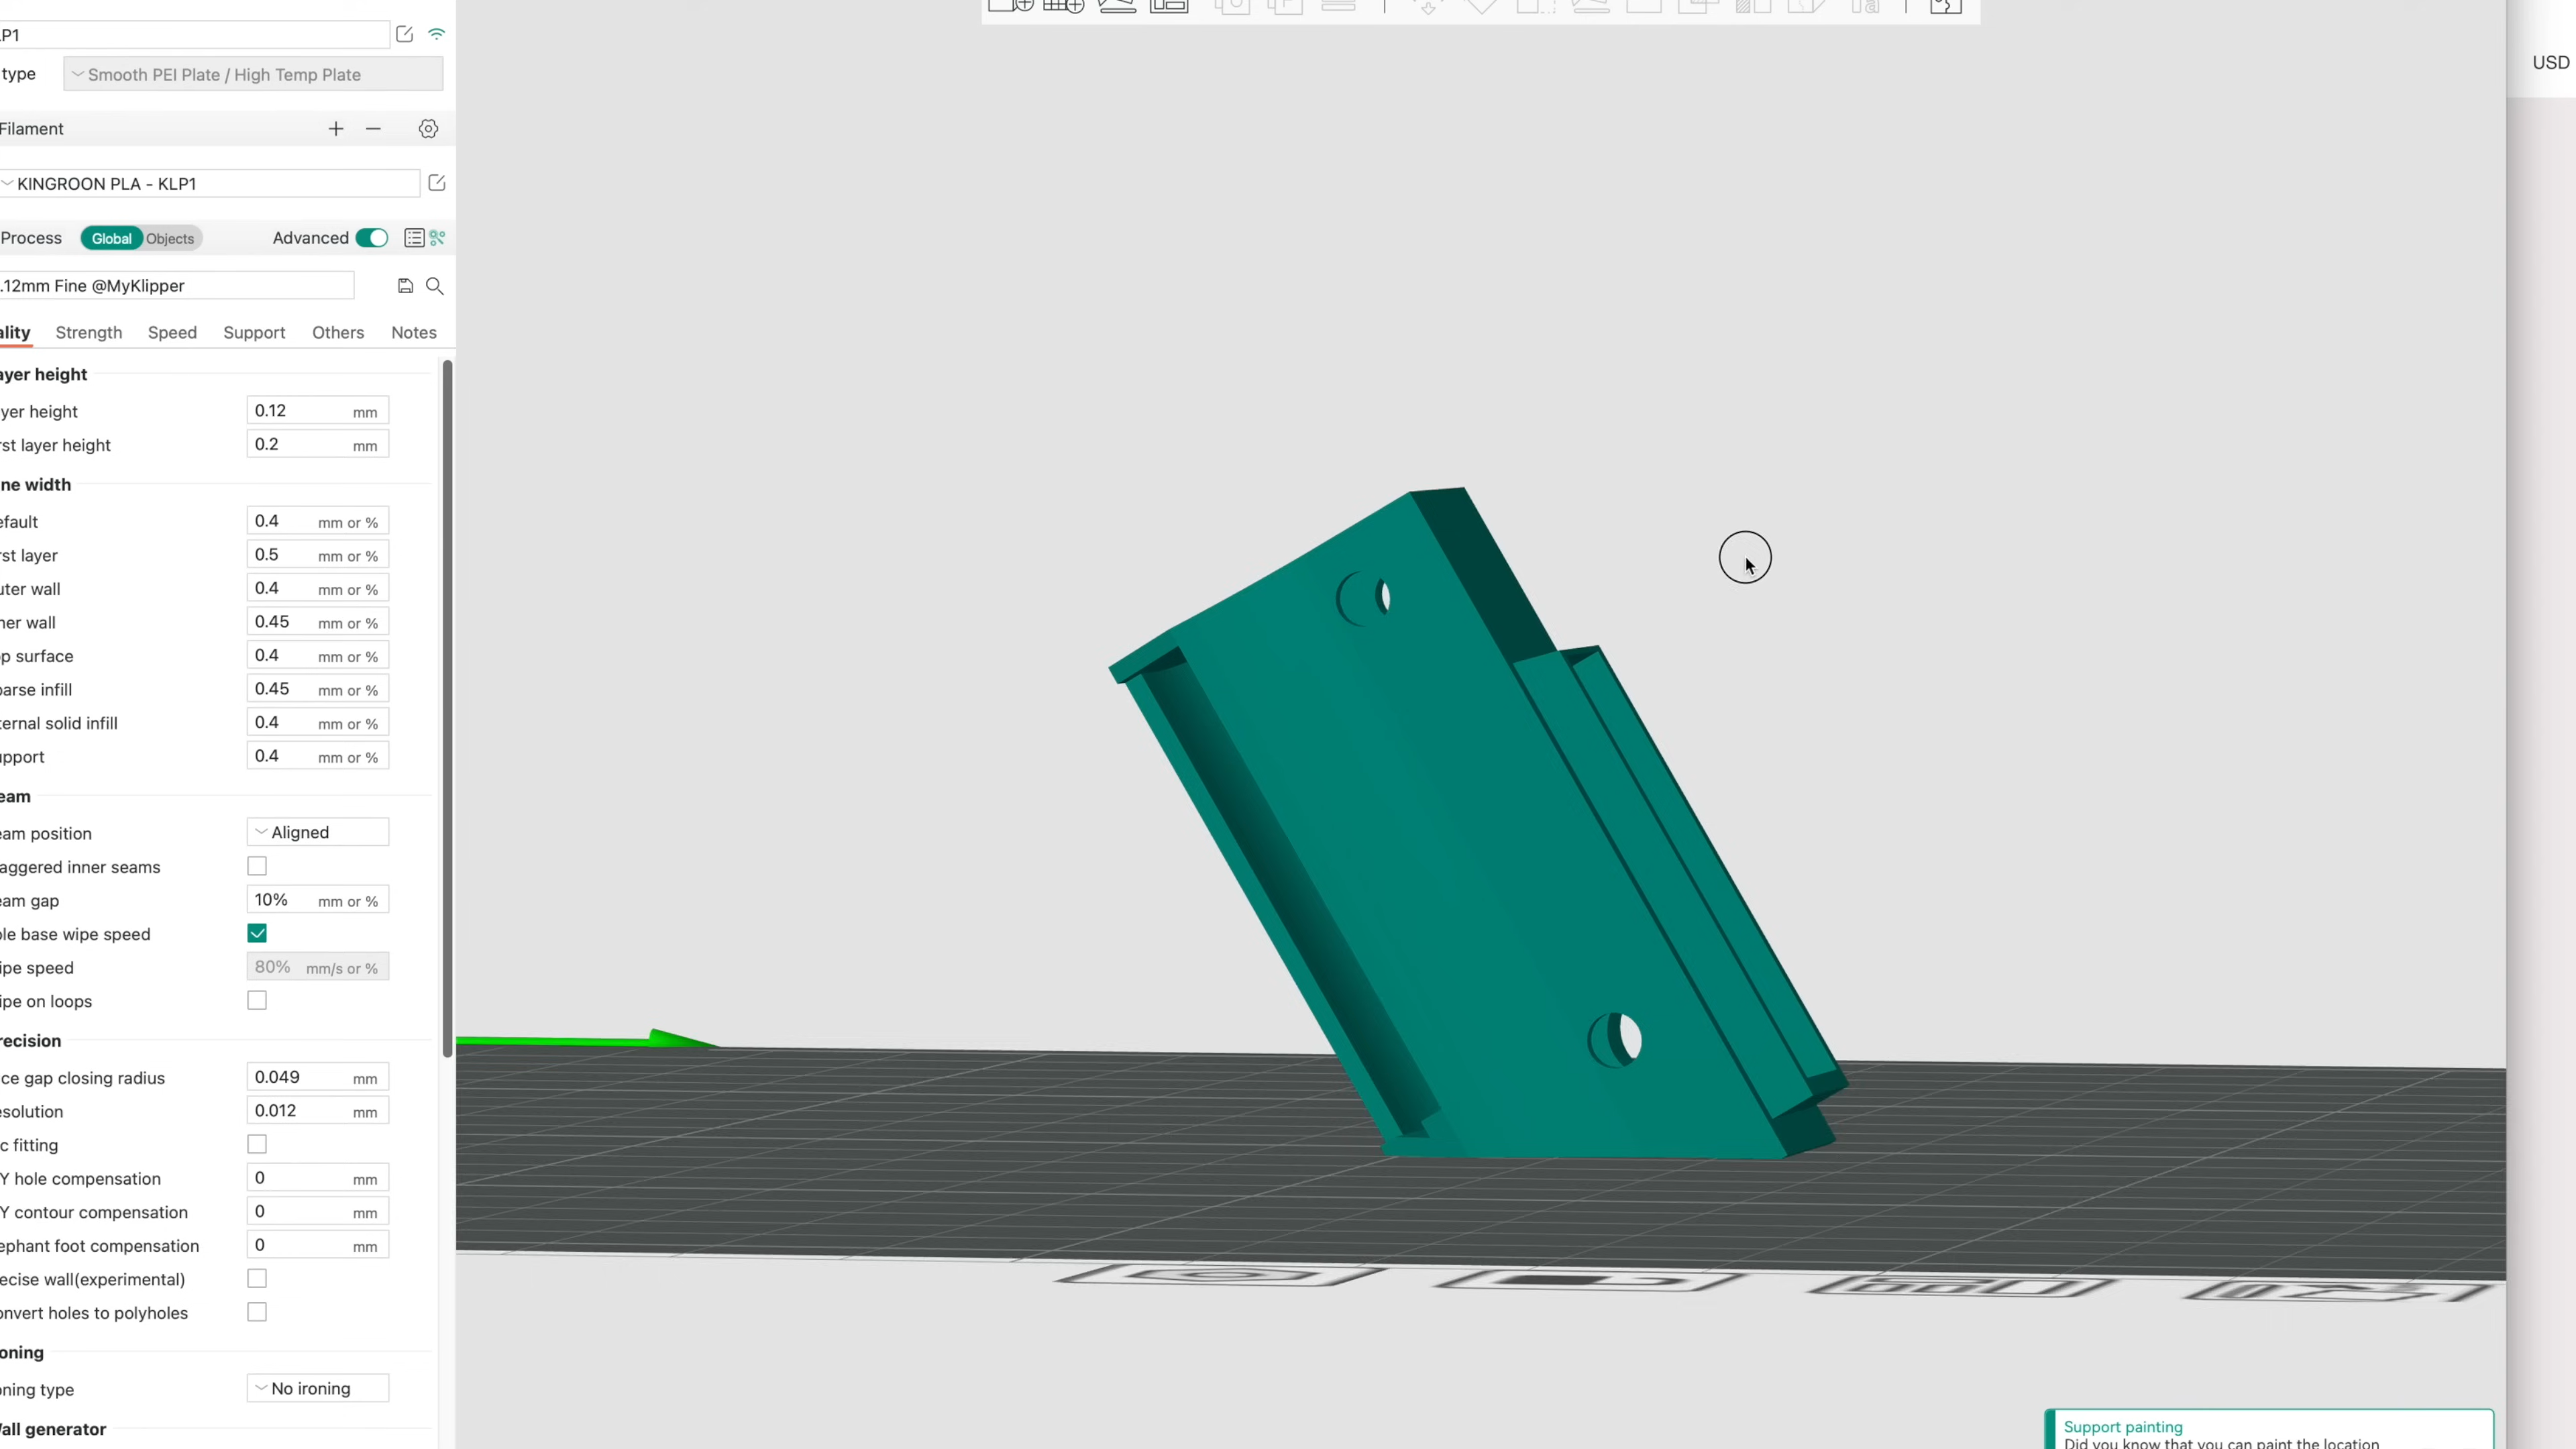 P1
USD
type Smooth PEI Plate / High Temp Plate
Filament
KINGROON PLA - KLP1
Process Global Objects Advanced
.12mm Fine @MyKlipper
ality Strength Speed Support Others Notes
ayer height
yer height 0.12 mm
rst layer height 0.2 mm
ne width
efault 0.4 mm or %
rst layer 0.5 mm or %
uter wall 0.4 mm or %
ner wall 0.45 mm or %
p surface 0.4 mm or %
parse infill 0.45 mm or %
ternal solid infill 0.4 mm or %
upport 0.4 mm or %
eam
eam position Aligned
aggered inner seams
eam gap 10% mm or %
ole base wipe speed
ipe speed 80% mm/s or %
ipe on loops
recision
ice gap closing radius 0.049 mm
esolution 0.012 mm
c fitting
Y hole compensation 0 mm
Y contour compensation 0 mm
ephant foot compensation 0 mm
ecise wall(experimental)
onvert holes to polyholes
oning
oning type No ironing
Wall generator
Support painting
Did you know that you can paint the location